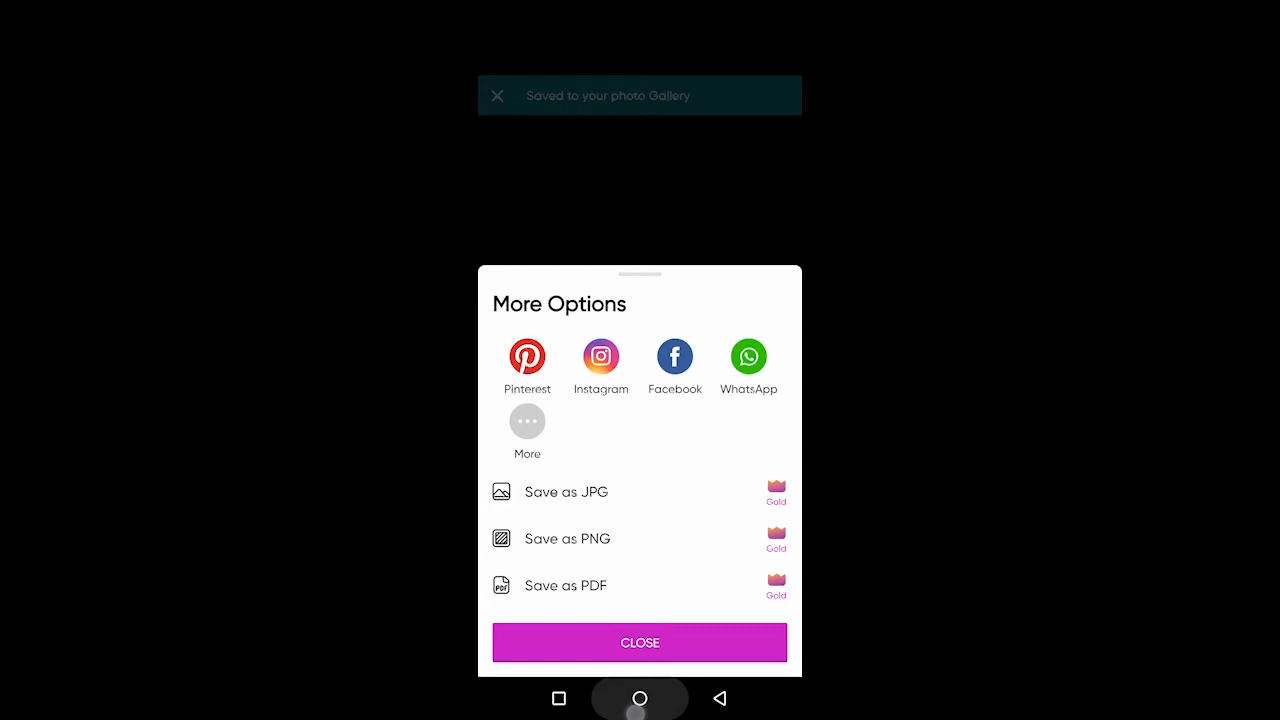 Saved to your photo Gallery
More Options
Pinterest Instagram Facebook WhatsApp
More
Save as JPG Gold
Save as PNG Gold
PDF Save as PDF Gold
CLOSE